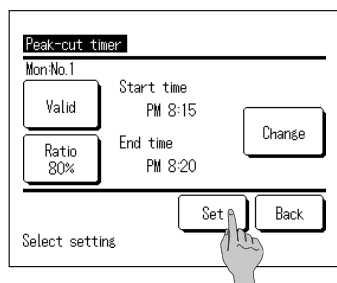 Peak-cut timer
Mon:No.1
Valid
Start time
PM 8:15
Ratio
80%
End time
PM 8:20
Change
Set
Back
Select setting